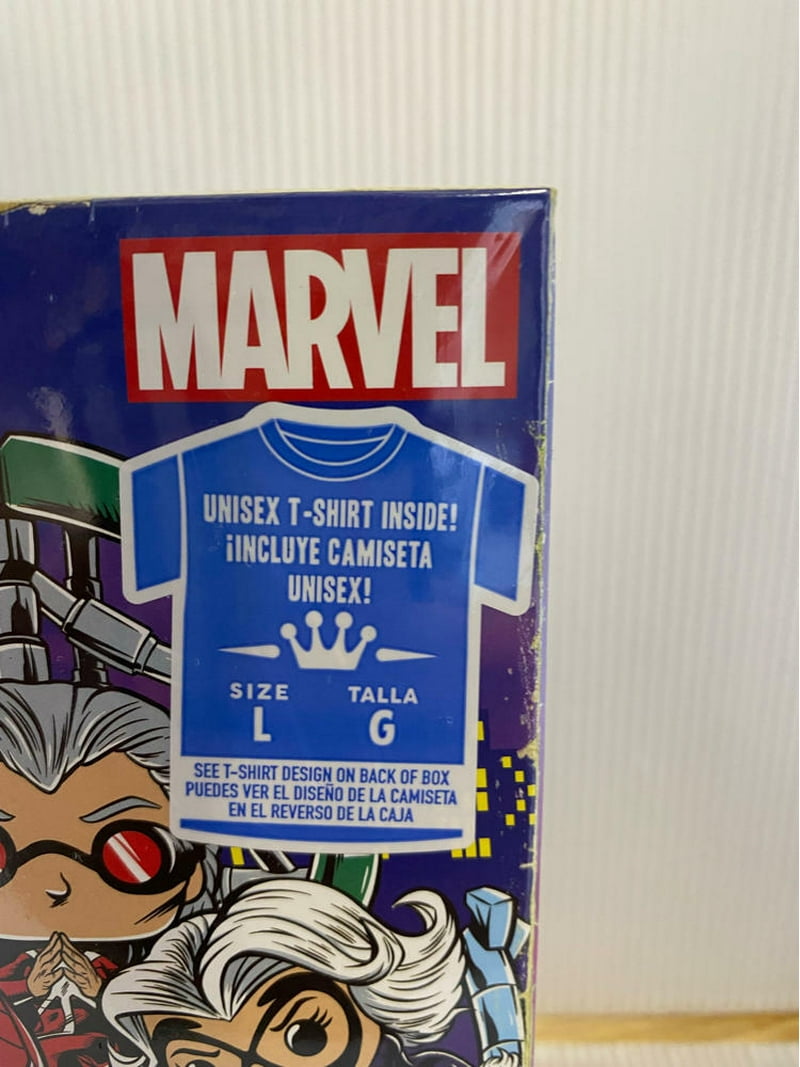 MARVEL
UNISEX T-SHIRT INSIDE!
¡INCLUYE CAMISETA
UNISEX!
SIZE TALLA
L G
SEE T-SHIRT DESIGN ON BACK OF BOX
PUEDES VER EL DISEÑO DE LA CAMISETA
EN EL REVERSO DE LA CAJA